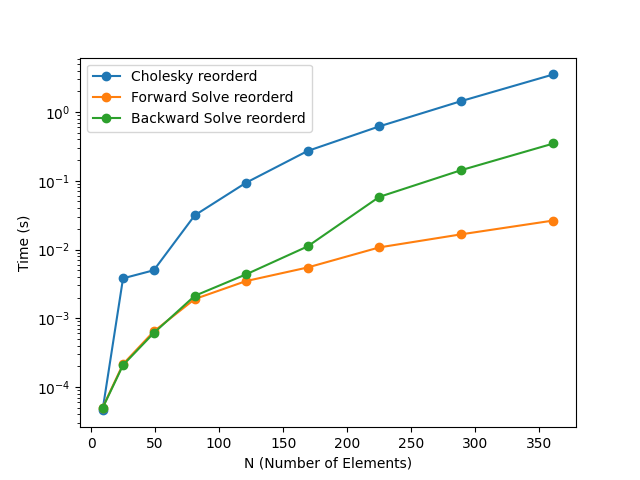 Cholesky reorderd
Forward Solve reorderd
Backward Solve reorderd
10⁰
10⁻¹
10⁻²
10⁻³
10⁻⁴
Time (s)
0 50 100 150 200 250 300 350
N (Number of Elements)